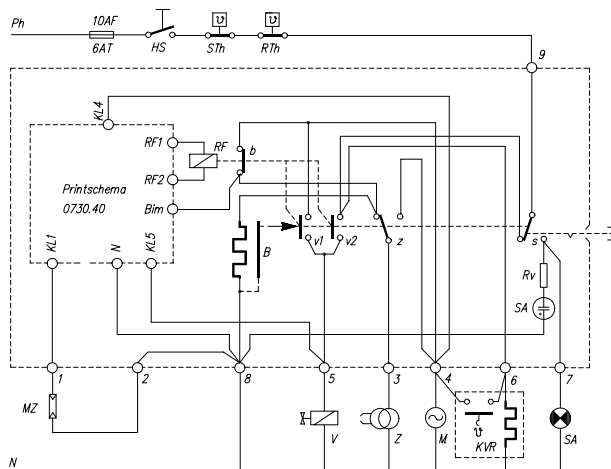 Ph
10AF
6AT
HS
STh
RTh
9
KL4
RF1
RF
b
RF2
Printschema
0730.40
Bim
KL1
N
KL5
B
v1
v2
z
s
Rv
SA
1
2
8
5
3
4
6
7
MZ
V
Z
M
KVR
SA
N